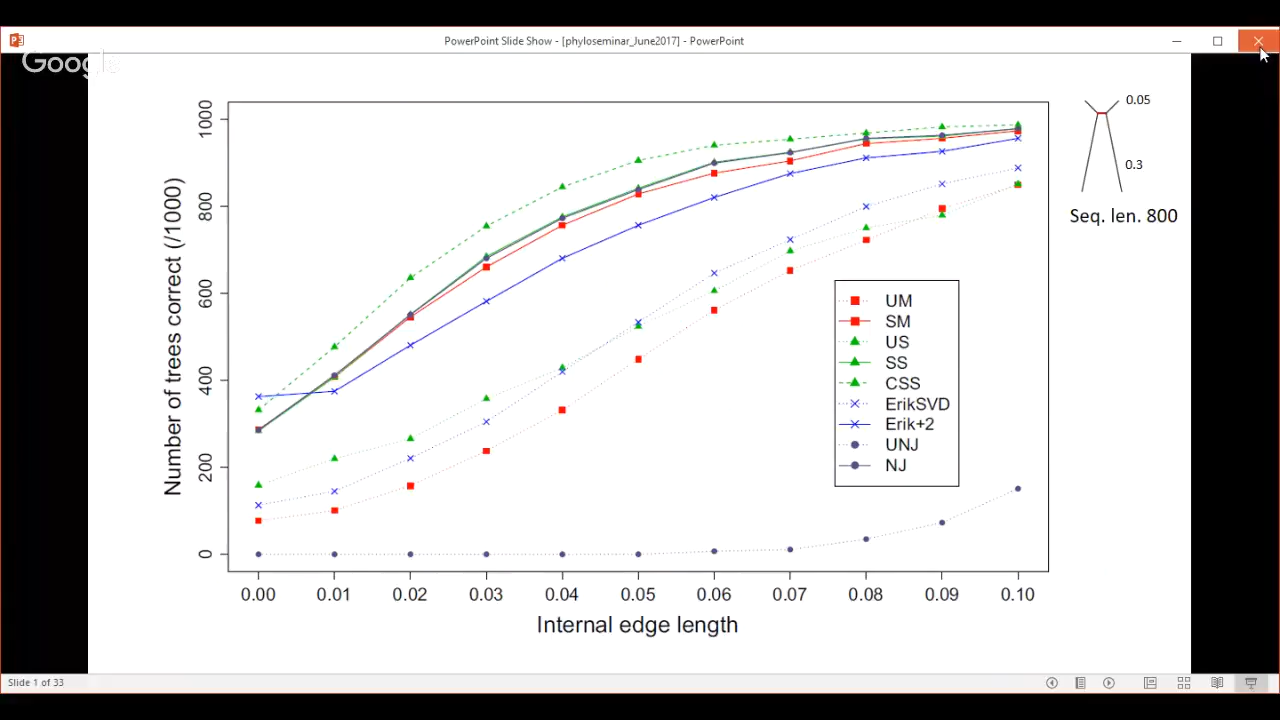 PowerPoint Slide Show - [phyloseminar_June2017] - PowerPoint
Google
0.05
0.3
Seq. len. 800
Number of trees correct (/1000)
1000
800
600
400
200
0
UM
SM
US
SS
CSS
ErikSVD
Erik+2
UNJ
NJ
0.00 0.01 0.02 0.03 0.04 0.05 0.06 0.07 0.08 0.09 0.10
Internal edge length
Slide 1 of 33